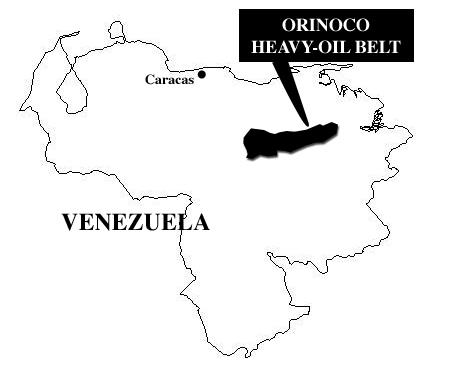 ORINOCO
HEAVY-OIL BELT
Caracas
VENEZUELA